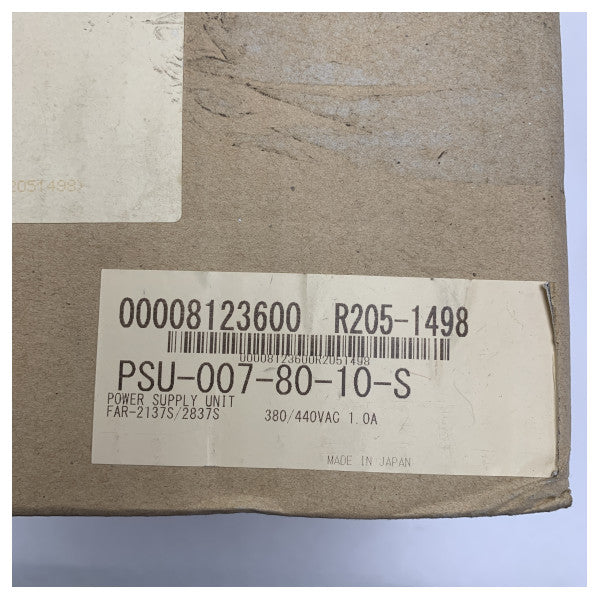 2051498)
00008123600 R205-1498
00008123600R2051498
PSU-007-80-10-S
POWER SUPPLY UNIT
FAR-2137S/2837S 380/440VAC 1.0A
MADE IN JAPAN